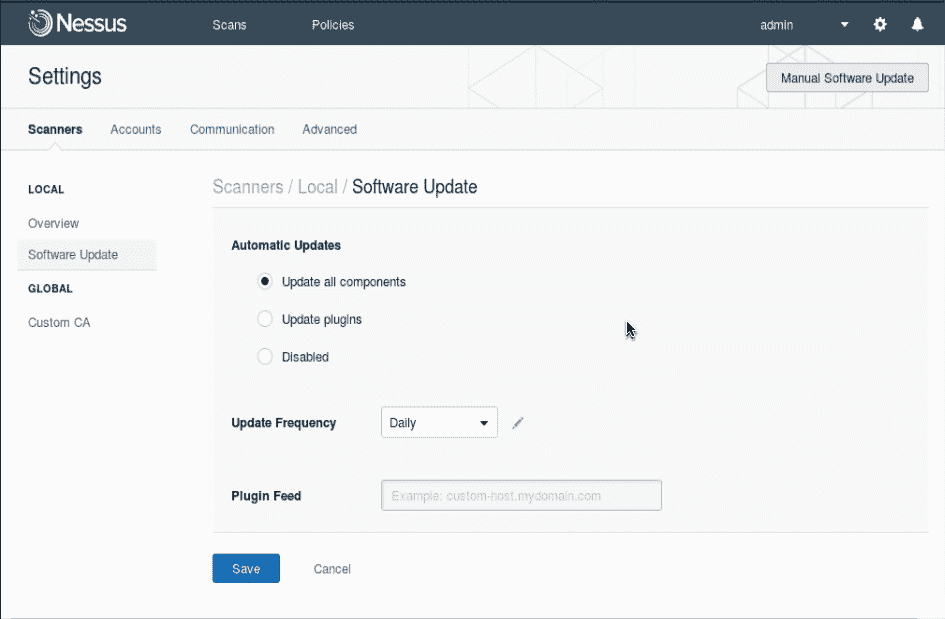 Nessus Scans Policies admin
Settings Manual Software Update
Scanners Accounts Communication Advanced
LOCAL
Overview
Software Update
GLOBAL
Custom CA
Scanners / Local / Software Update
Automatic Updates
Update all components
Update plugins
Disabled
Update Frequency Daily
Plugin Feed Example: custom-host.mydomain.com
Save Cancel